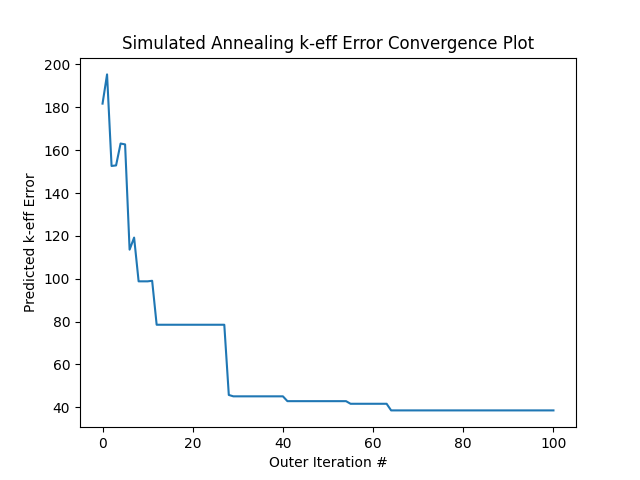 Simulated Annealing k-eff Error Convergence Plot
200
180
160
140
120
100
80
60
40
Predicted k-eff Error
0 20 40 60 80 100
Outer Iteration #